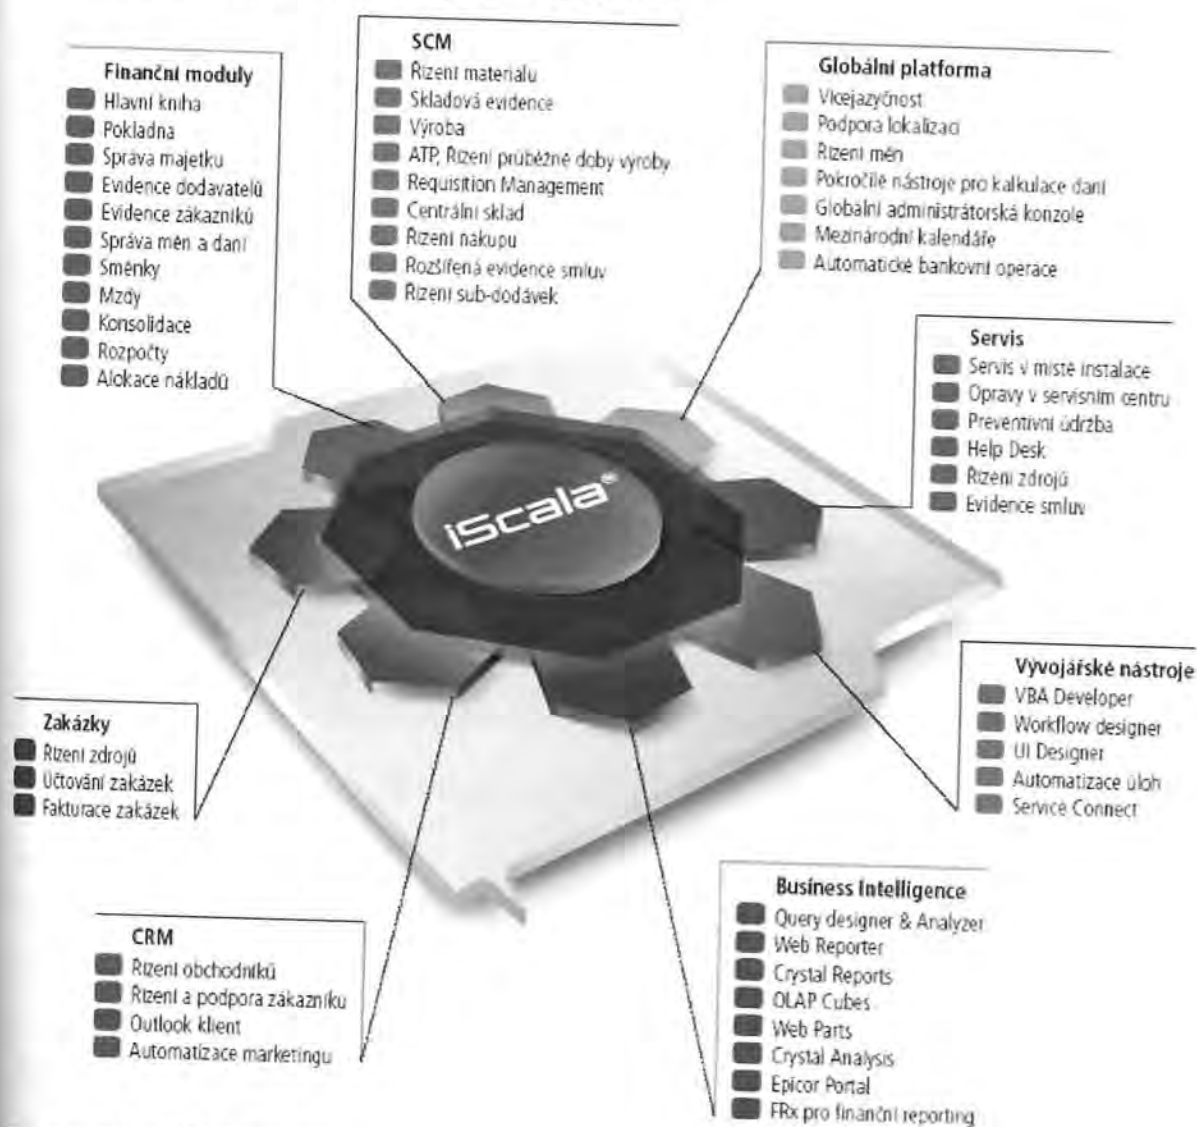 Finanční moduly
Hlavní kniha
Pokladna
Správa majetku
Evidence dodavatelů
Evidence zákazníků
Správa měn a daní
Směnky
Mzdy
Konsolidace
Rozpočty
Alokace nákladů
SCM
Řízení materialu
Skladová evidence
Výroba
ATP, Řízení průběžné doby výroby
Requisition Management
Centrální sklad
Řízení nákupu
Rozšířená evidence smluv
Řízení sub-dodávek
Globální platforma
Vícejazyčnost
Podpora lokalizací
Řízení měn
Pokročilé nástroje pro kalkulace daní
Globální administrátorská konzole
Mezinárodní kalendáře
Automatické bankovní operace
Servis
Servis v místě instalace
Opravy v servisním centru
Preventivní údržba
Help Desk
Řízení zdrojů
Evidence smluv
iScala®
Vývojářské nástroje
VBA Developer
Workflow designer
UI Designer
Automatizace úloh
Service Connect
Zakázky
Řízení zdrojů
Účtování zakázek
Fakturace zakázek
CRM
Řízení obchodníků
Řízení a podpora zákazníku
Outlook klient
Automatizace marketingu
Business Intelligence
Query designer & Analyzer
Web Reporter
Crystal Reports
OLAP Cubes
Web Parts
Crystal Analysis
Epicor Portal
FRx pro finanční reporting